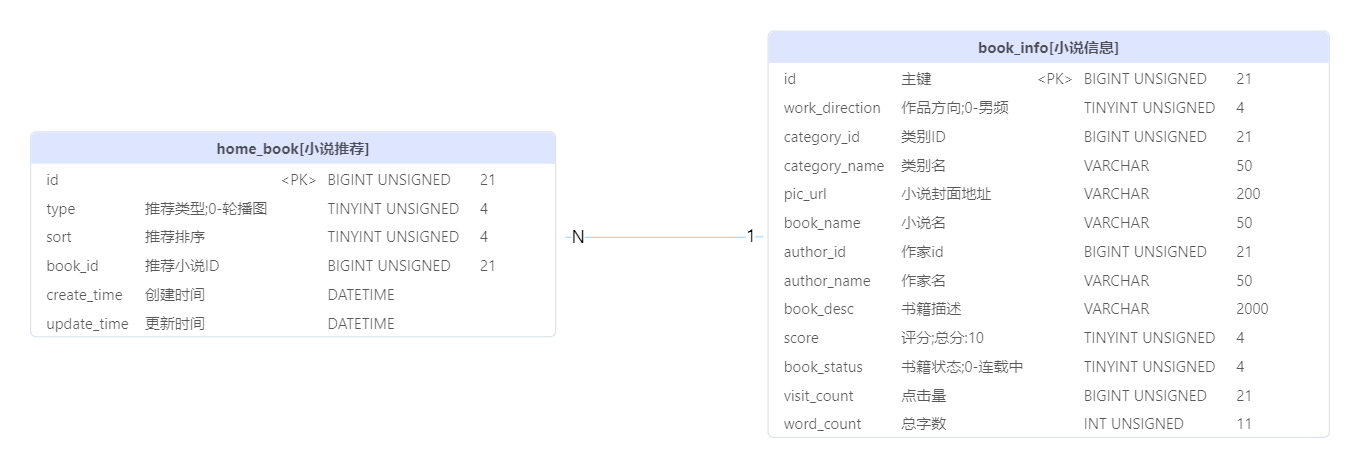 home_book[小说推荐]
id <PK> BIGINT UNSIGNED 21
type 推荐类型;0-轮播图 TINYINT UNSIGNED 4
sort 推荐排序 TINYINT UNSIGNED 4
book_id 推荐小说ID BIGINT UNSIGNED 21
create_time 创建时间 DATETIME
update_time 更新时间 DATETIME
N 1
book_info[小说信息]
id 主键 <PK> BIGINT UNSIGNED 21
work_direction 作品方向;0-男频 TINYINT UNSIGNED 4
category_id 类别ID BIGINT UNSIGNED 21
category_name 类别名 VARCHAR 50
pic_url 小说封面地址 VARCHAR 200
book_name 小说名 VARCHAR 50
author_id 作家id BIGINT UNSIGNED 21
author_name 作家名 VARCHAR 50
book_desc 书籍描述 VARCHAR 2000
score 评分;总分:10 TINYINT UNSIGNED 4
book_status 书籍状态;0-连载中 TINYINT UNSIGNED 4
visit_count 点击量 BIGINT UNSIGNED 21
word_count 总字数 INT UNSIGNED 11